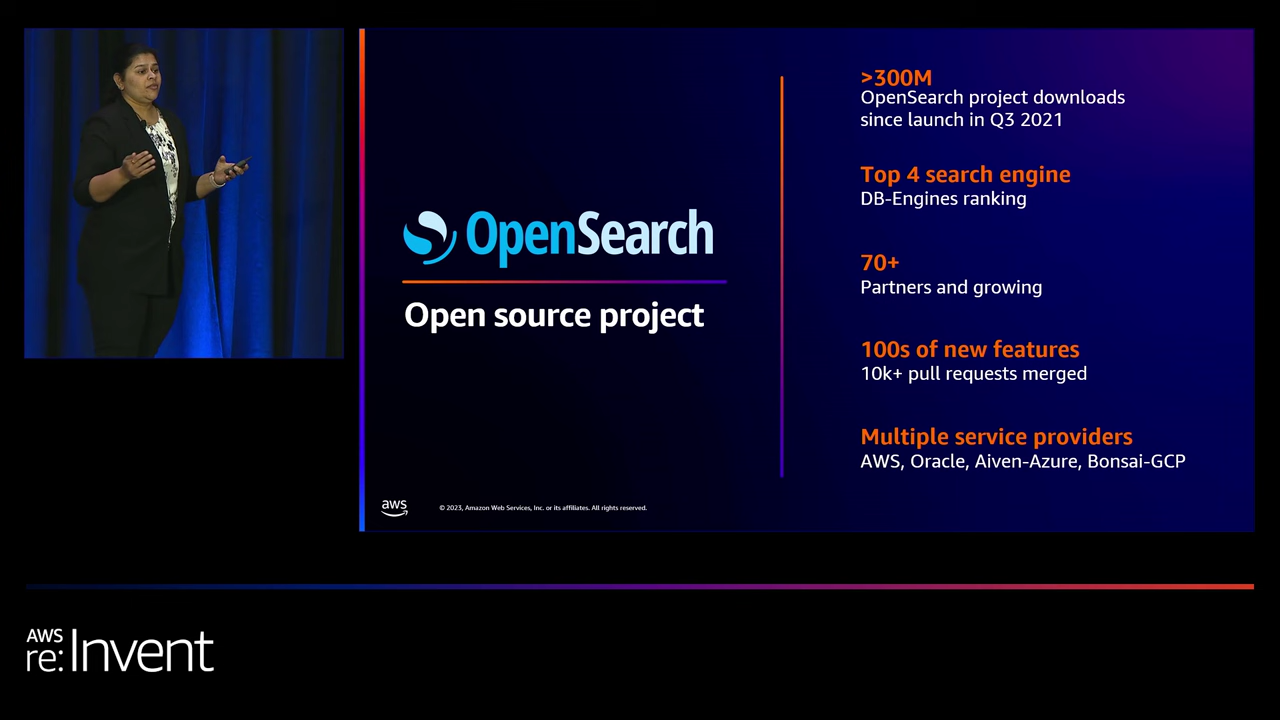 >300M
OpenSearch project downloads
since launch in Q3 2021
Top 4 search engine
DB-Engines ranking
OpenSearch
70+
Partners and growing
Open source project
100s of new features
10k+ pull requests merged
Multiple service providers
AWS, Oracle, Aiven-Azure, Bonsai-GCP
aws
© 2023, Amazon Web Services, Inc. or its affiliates. All rights reserved.
AWS
re:Invent